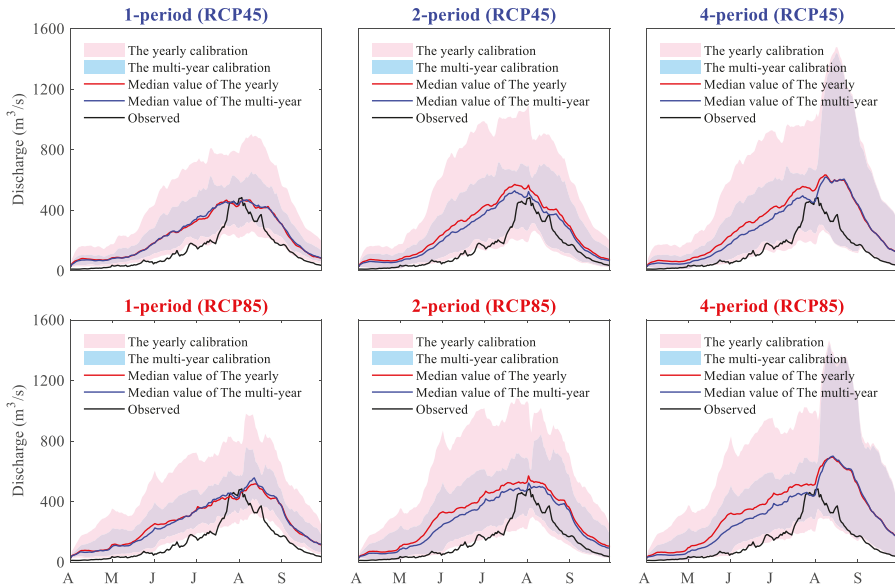 1-period (RCP45)
2-period (RCP45)
4-period (RCP45)
1600
1200
800
400
0
Discharge (m³/s)
The yearly calibration
The multi-year calibration
Median value of The yearly
Median value of The multi-year
Observed
The yearly calibration
The multi-year calibration
Median value of The yearly
Median value of The multi-year
Observed
The yearly calibration
The multi-year calibration
Median value of The yearly
Median value of The multi-year
Observed
1-period (RCP85)
2-period (RCP85)
4-period (RCP85)
1600
1200
800
400
0
Discharge (m³/s)
The yearly calibration
The multi-year calibration
Median value of The yearly
Median value of The multi-year
Observed
The yearly calibration
The multi-year calibration
Median value of The yearly
Median value of The multi-year
Observed
The yearly calibration
The multi-year calibration
Median value of The yearly
Median value of The multi-year
Observed
A M J J A S
A M J J A S
A M J J A S